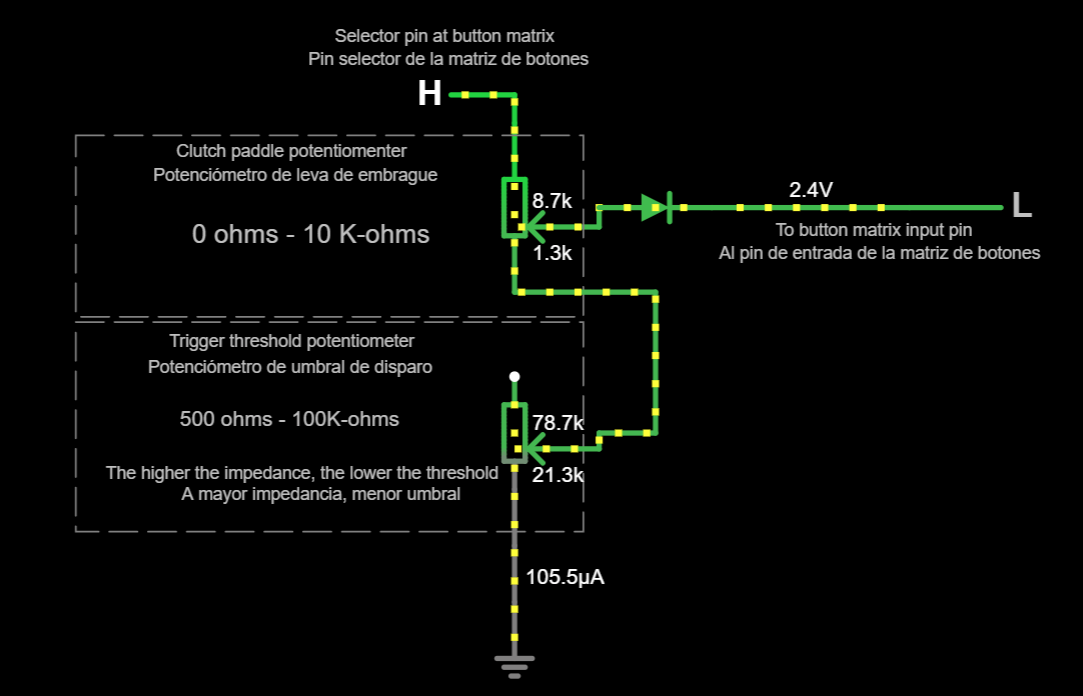 Selector pin at button matrix
Pin selector de la matriz de botones
H
Clutch paddle potentiomenter
Potenciómetro de leva de embrague
0 ohms - 10 K-ohms
8.7k
1.3k
2.4V
L
To button matrix input pin
Al pin de entrada de la matriz de botones
Trigger threshold potentiometer
Potenciómetro de umbral de disparo
500 ohms - 100K-ohms
78.7k
21.3k
The higher the impedance, the lower the threshold
A mayor impedancia, menor umbral
105.5µA